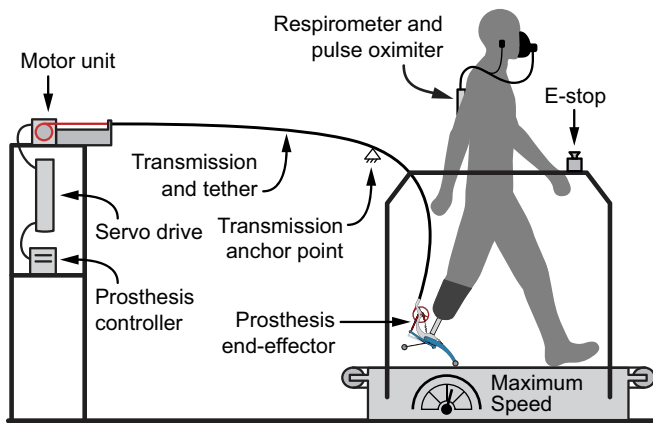 Respirometer and
pulse oximiter
Motor unit
E-stop
Transmission
and tether
Transmission
anchor point
Servo drive
Prosthesis
controller
Prosthesis
end-effector
Maximum
Speed